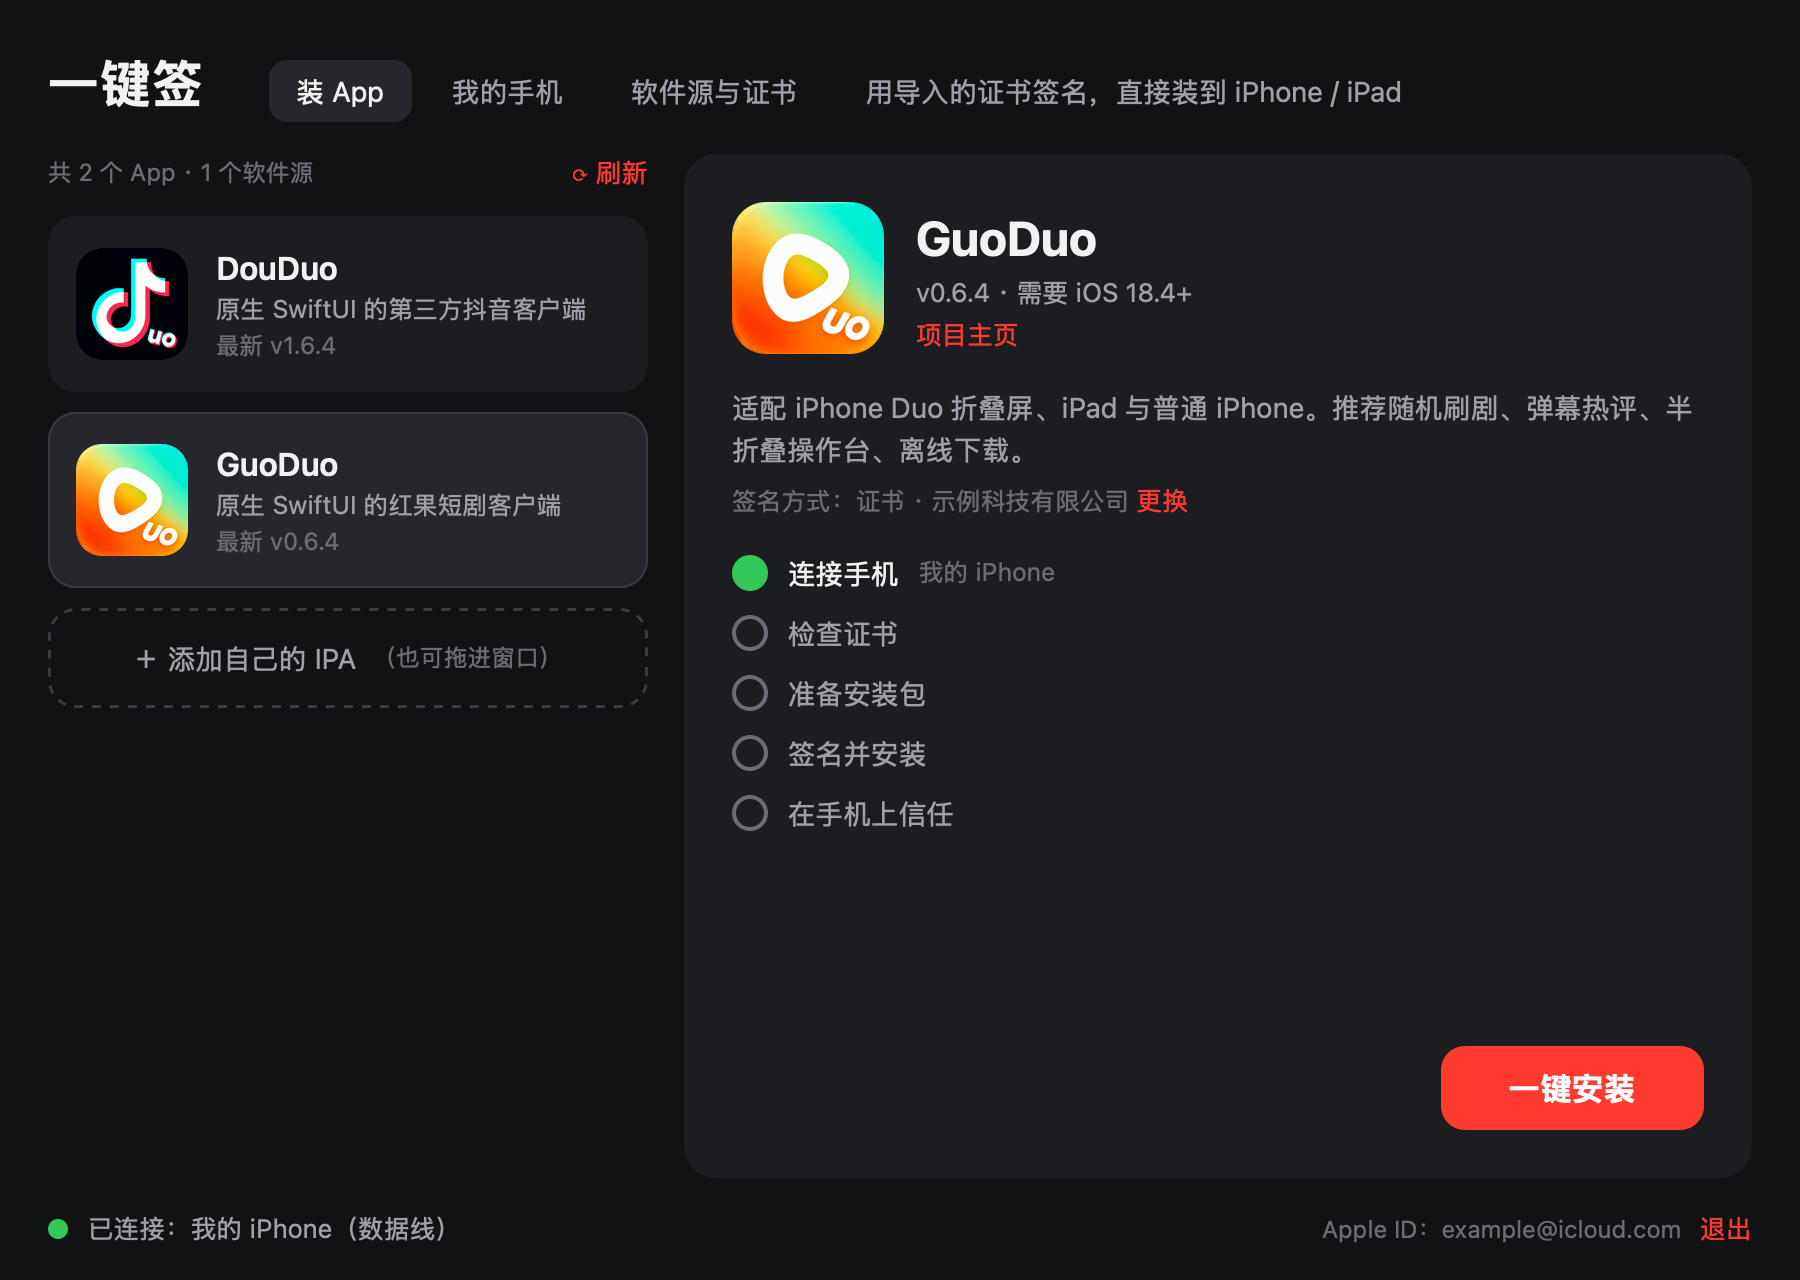 一键签
装 App
我的手机
软件源与证书
用导入的证书签名，直接装到 iPhone / iPad
共 2 个 App · 1 个软件源
⟳ 刷新
uo
DouDuo
原生 SwiftUI 的第三方抖音客户端
最新 v1.6.4
uo
GuoDuo
原生 SwiftUI 的红果短剧客户端
最新 v0.6.4
+ 添加自己的 IPA （也可拖进窗口）
uo
GuoDuo
v0.6.4 · 需要 iOS 18.4+
项目主页
适配 iPhone Duo 折叠屏、iPad 与普通 iPhone。推荐随机刷剧、弹幕热评、半
折叠操作台、离线下载。
签名方式：证书 · 示例科技有限公司 更换
连接手机 我的 iPhone
检查证书
准备安装包
签名并安装
在手机上信任
一键安装
已连接：我的 iPhone（数据线）
Apple ID：example@icloud.com 退出